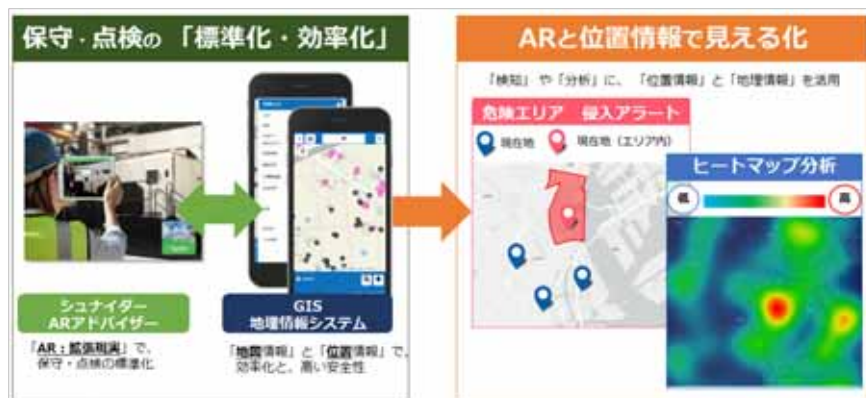 保守・点検の 「標準化・効率化」
シュナイダー
ARアドバイザー
「AR：拡張現実」で、
保守・点検の標準化
GIS
地理情報システム
「地図情報」と「位置情報」で、
効率化と、高い安全性
ARと位置情報で見える化
「検知」 や「分析」に、「位置情報」と「地理情報」を活用
危険エリア 侵入アラート
現在地
現在地（エリア内）
ヒートマップ分析
低
高